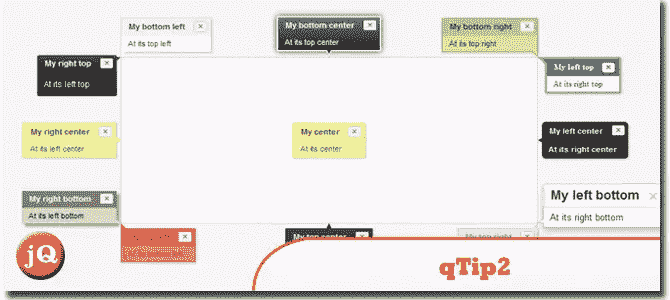 My bottom left
At its top left
My bottom center
At its top center
My bottom right
At its top right
My right top
At its left top
My left top
At its right top
My right center
At its left center
My center
At its center
My left center
At its right center
My right bottom
At its left bottom
My left bottom
At its right bottom
My top center
My top right
jQ
qTip2